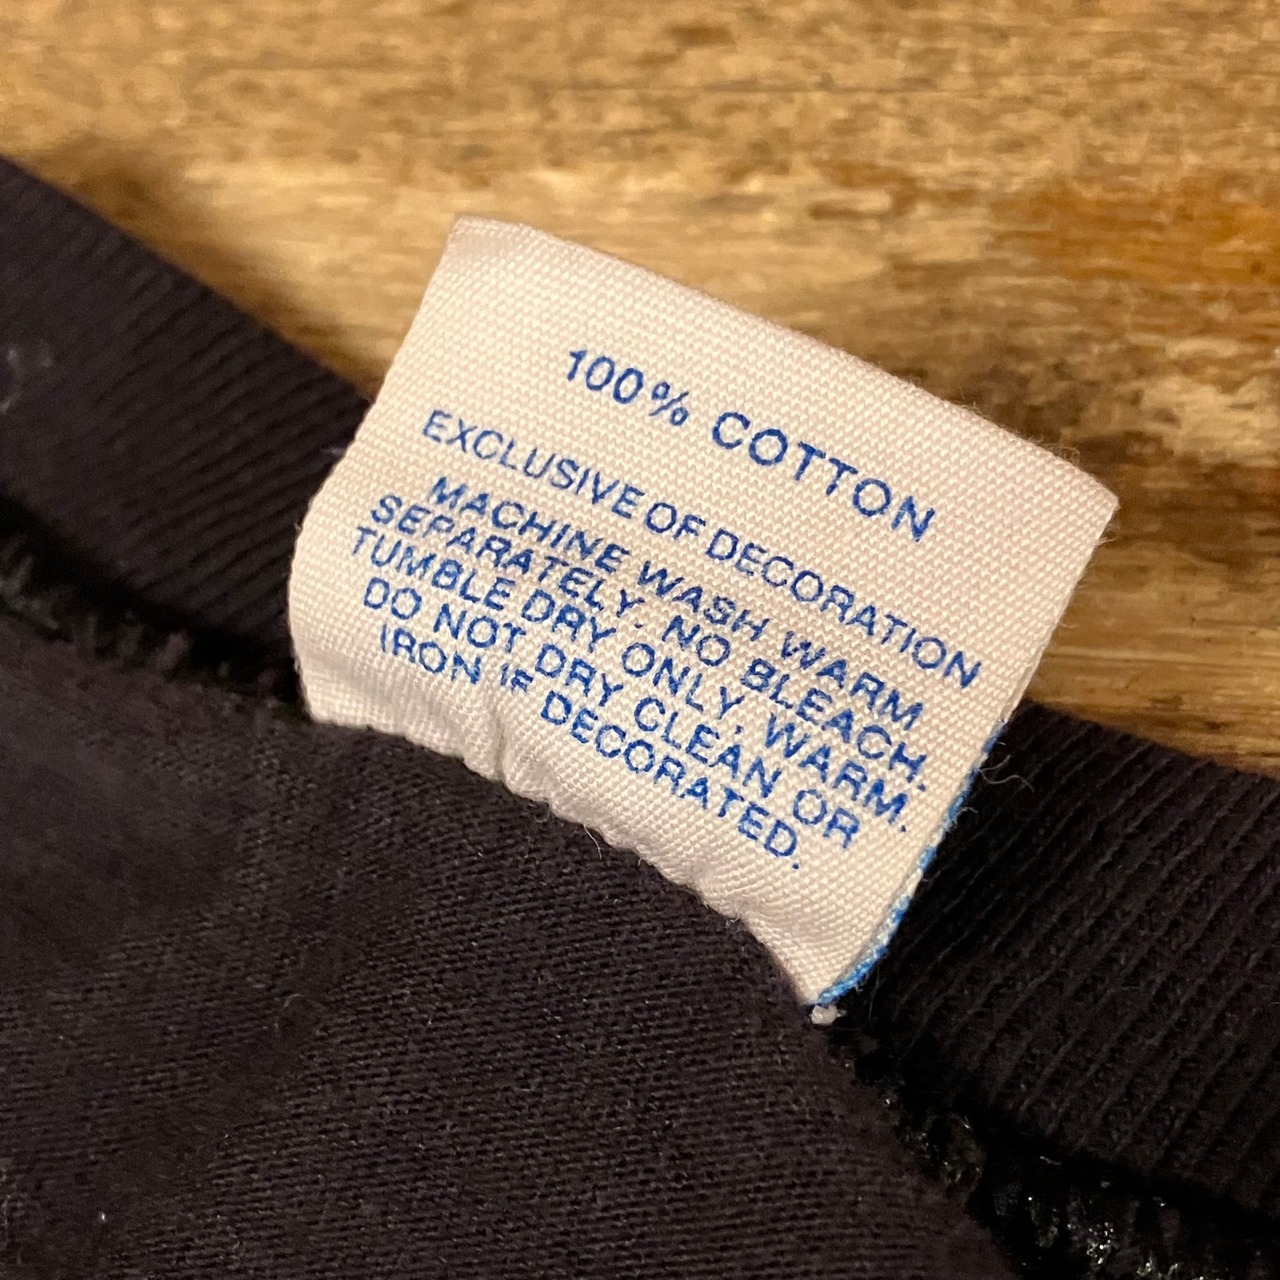 100% COTTON
EXCLUSIVE OF DECORATION
MACHINE WASH WARM
SEPARATELY. NO BLEACH.
TUMBLE DRY ONLY, WARM.
DO NOT DRY CLEAN OR
IRON IF DECORATED.